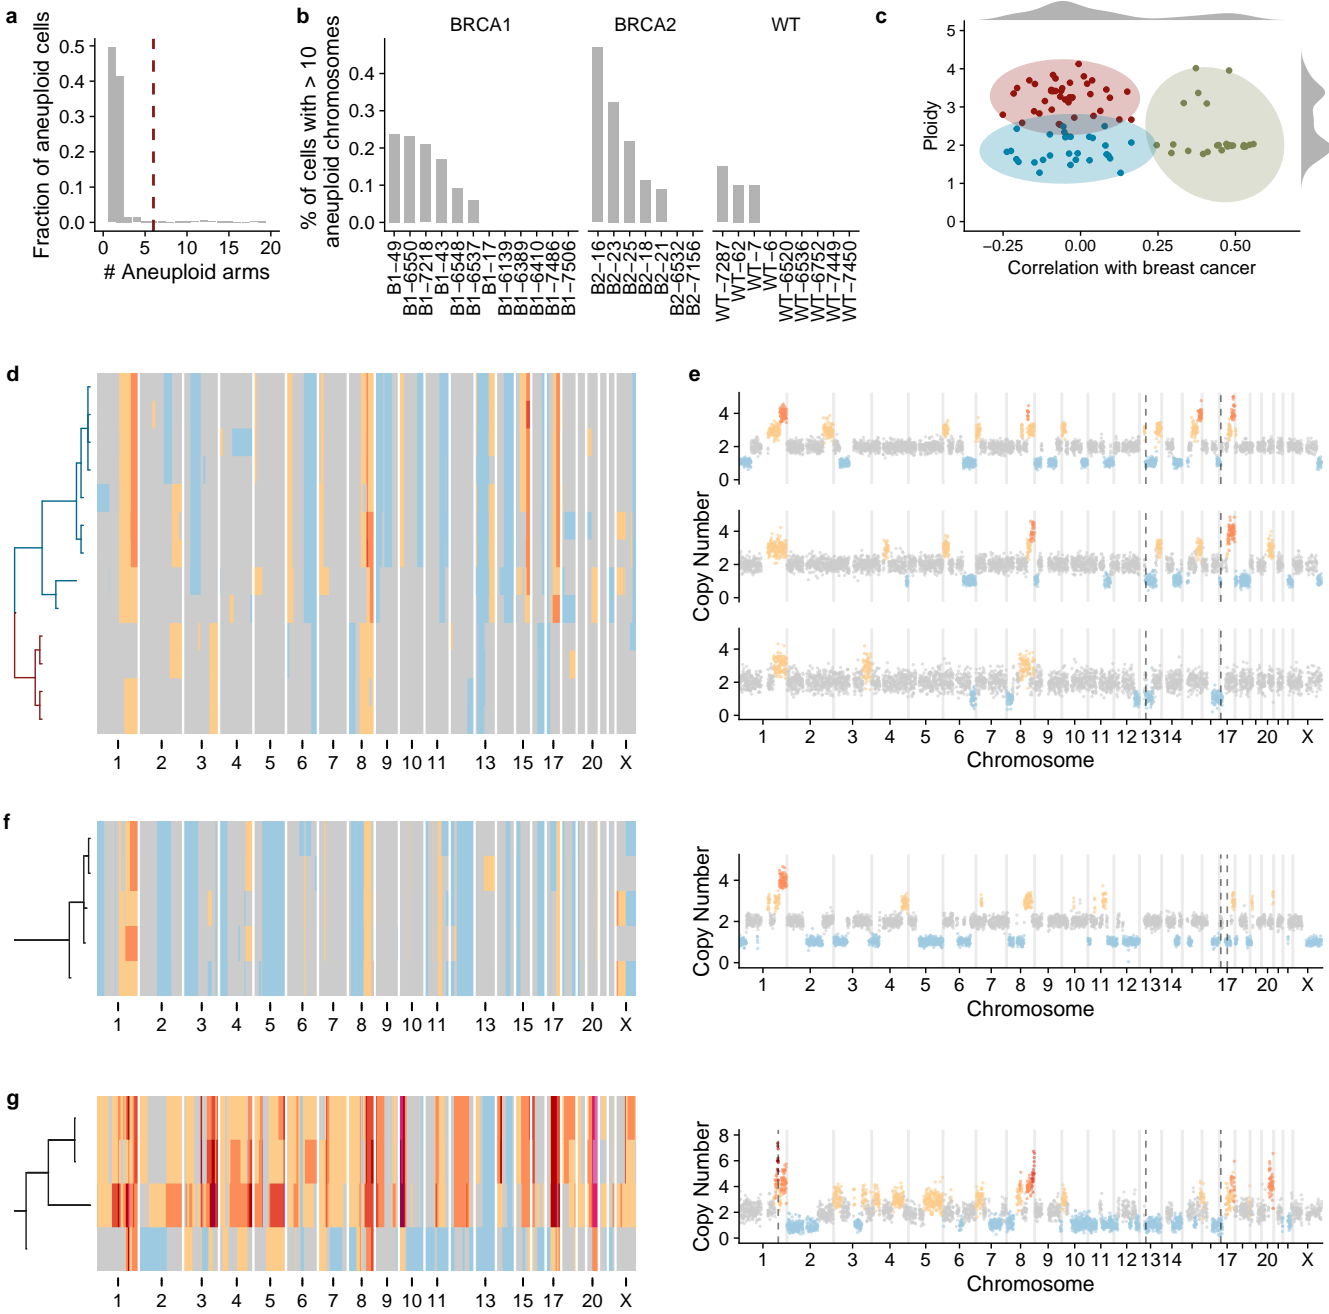 a
Fraction of aneuploid cells
0.5
0.4
0.3
0.2
0.1
0.0
0 5 10 15 20
# Aneuploid arms
b
BRCA1 BRCA2 WT
% of cells with > 10
aneuploid chromosomes
0.4
0.3
0.2
0.1
0.0
B1−49
B1−6550
B1−7218
B1−43
B1−6548
B1−6537
B1−17
B1−6139
B1−6389
B1−6410
B1−7486
B1−7506
B2−16
B2−23
B2−25
B2−18
B2−21
B2−6532
B2−7156
WT−7287
WT−62
WT−7
WT−6
WT−6520
WT−6536
WT−6752
WT−7449
WT−7450
c
Ploidy
5
4
3
2
1
0
−0.25 0.00 0.25 0.50
Correlation with breast cancer
d
1 2 3 4 5 6 7 8 9 10 11 13 15 17 20 X
e
Copy Number
4
2
0
4
2
0
4
2
0
1 2 3 4 5 6 7 8 9 10 11 12 13 14 17 20 X
Chromosome
f
1 2 3 4 5 6 7 8 9 10 11 13 15 17 20 X
Copy Number
4
2
0
1 2 3 4 5 6 7 8 9 10 11 12 13 14 17 20 X
Chromosome
g
1 2 3 4 5 6 7 8 9 10 11 13 15 17 20 X
Copy Number
8
6
4
2
0
1 2 3 4 5 6 7 8 9 10 11 12 13 14 17 20 X
Chromosome